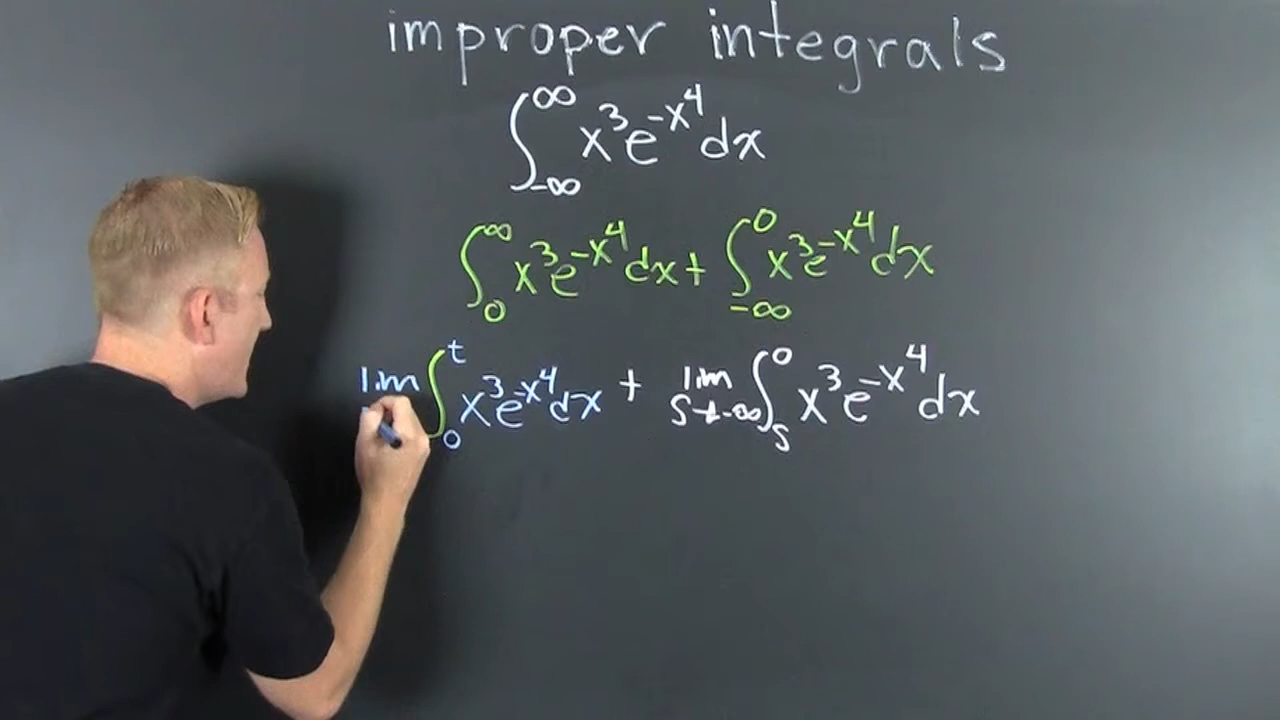 improper integrals
∫_{-∞}^{∞} x³e^{-x⁴}dx
∫_{0}^{∞} x³e^{-x⁴}dx + ∫_{-∞}^{0} x³e^{-x⁴}dx
lim ∫_{0}^{t} x³e^{-x⁴}dx + lim_{s→-∞} ∫_{s}^{0} x³e^{-x⁴}dx